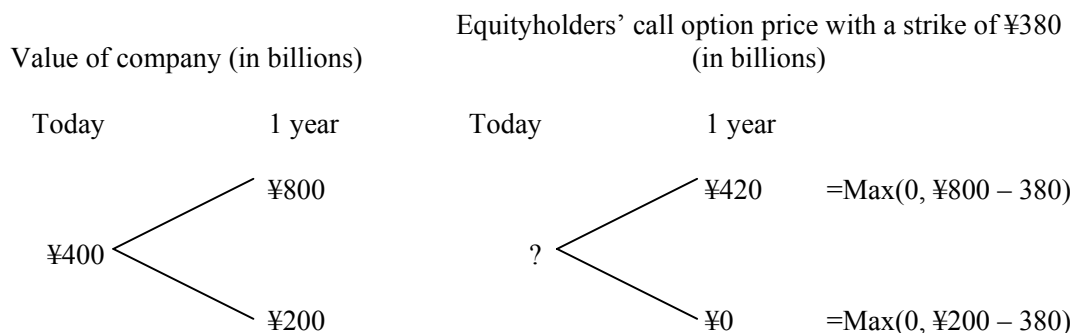 Equityholders’ call option price with a strike of ¥380
Value of company (in billions) (in billions)
Today 1 year Today 1 year
¥800 ¥420 =Max(0, ¥800 – 380)
¥400 ?
¥200 ¥0 =Max(0, ¥200 – 380)